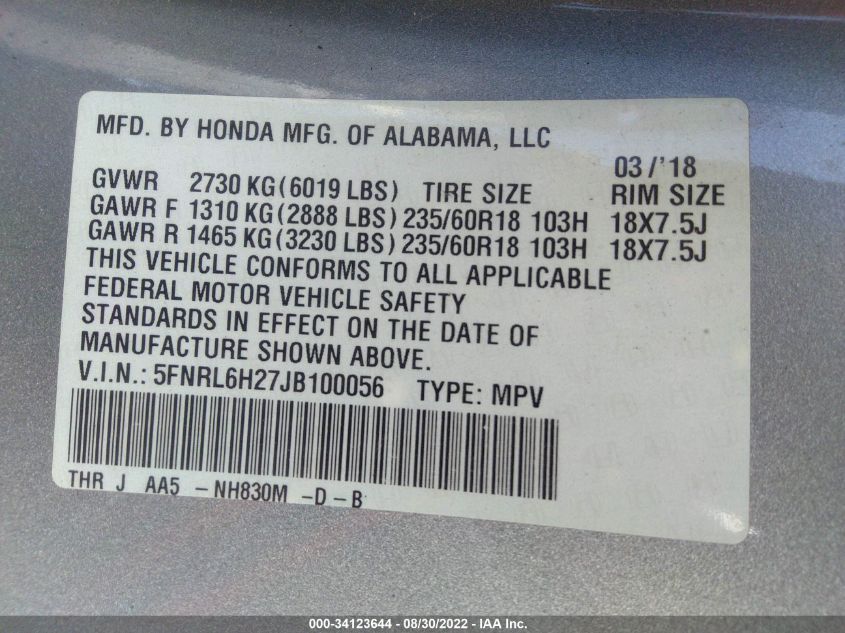 MFD. BY HONDA MFG. OF ALABAMA, LLC
03/'18
GVWR 2730 KG (6019 LBS) TIRE SIZE RIM SIZE
GAWR F 1310 KG (2888 LBS) 235/60R18 103H 18X7.5J
GAWR R 1465 KG (3230 LBS) 235/60R18 103H 18X7.5J
THIS VEHICLE CONFORMS TO ALL APPLICABLE
FEDERAL MOTOR VEHICLE SAFETY
STANDARDS IN EFFECT ON THE DATE OF
MANUFACTURE SHOWN ABOVE.
V.I.N.: 5FNRL6H27JB100056 TYPE: MPV
THR J AA5 -NH830M -D-B
000-34123644 - 08/30/2022 - IAA Inc.